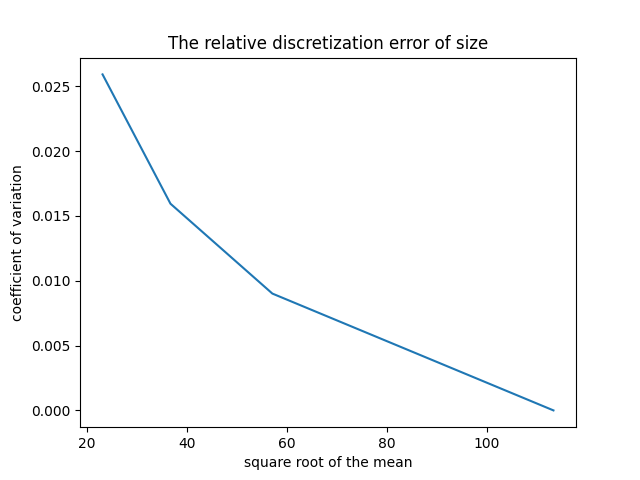 The relative discretization error of size
coefficient of variation
0.025
0.020
0.015
0.010
0.005
0.000
20 40 60 80 100
square root of the mean